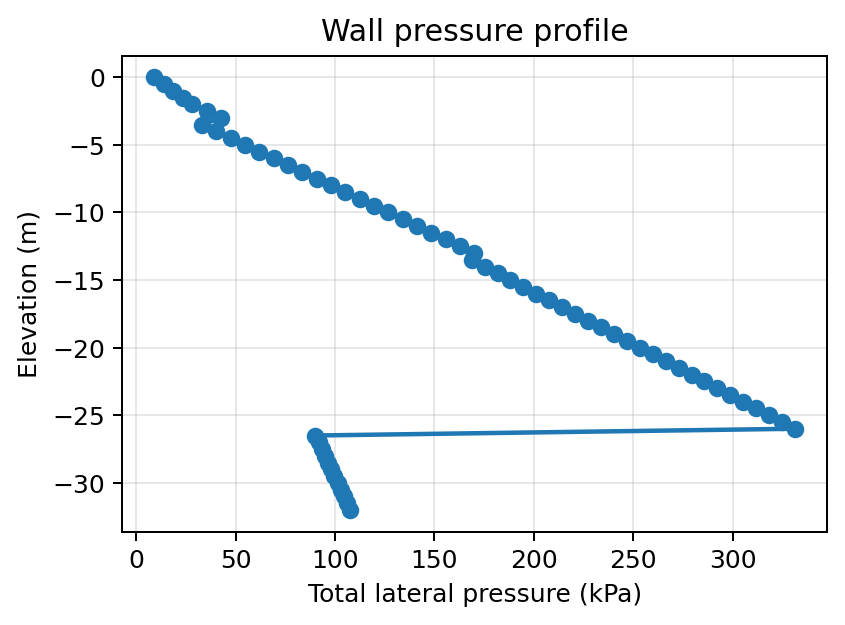 Wall pressure profile
0
−5
−10
−15
−20
−25
−30
Elevation (m)
0 50 100 150 200 250 300
Total lateral pressure (kPa)